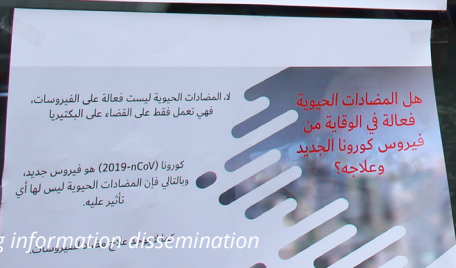 هل المضادات الحيوية
فعالة في الوقاية من
فيروس كورونا الجديد
وعلاجه؟
لا، المضادات الحيوية ليست فعالة على الفيروسات،
فهي تعمل فقط على القضاء على البكتيريا
كورونا (2019-nCoV) هو فيروس جديد،
وبالتالي فإن المضادات الحيوية ليس لها أي
تأثير عليه.
information dissemination